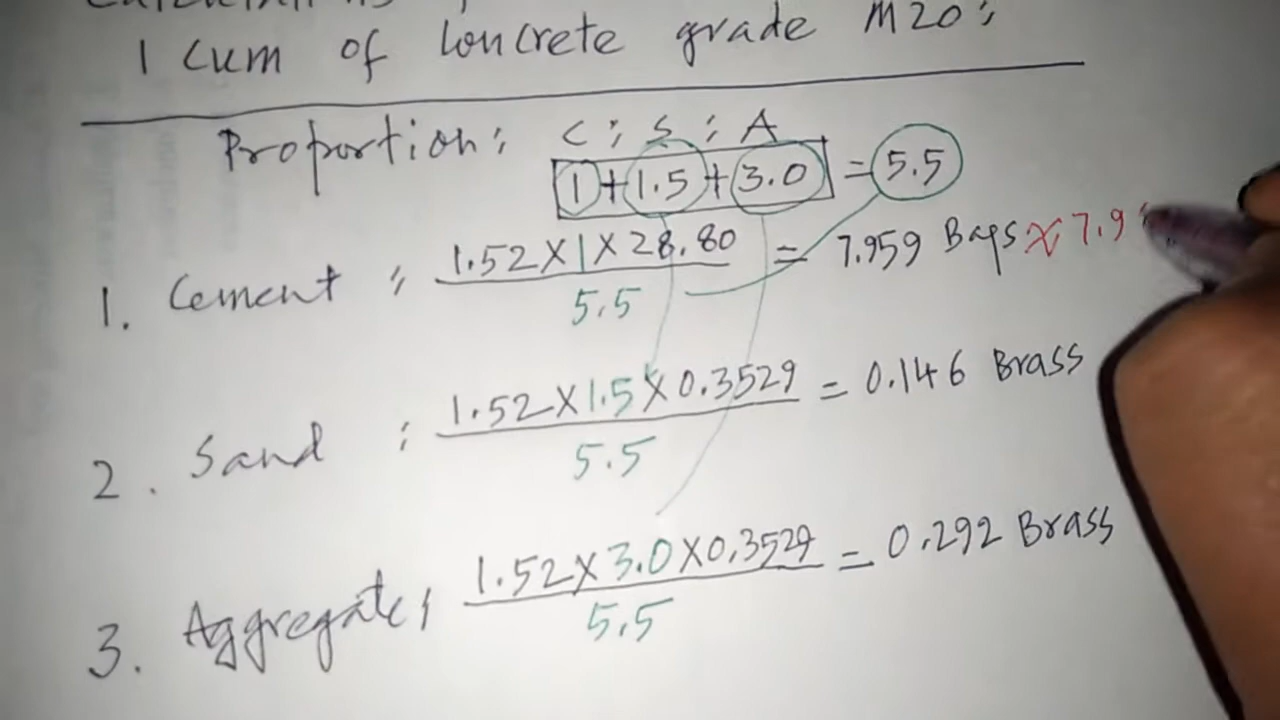 1 Cum of Concrete grade M20:
Proportion: C : S : A
1 + 1.5 + 3.0 = 5.5
1. Cement : 1.52 X 1 X 28.80 = 7.959 Bags X 7.9
5.5
2. Sand : 1.52 X 1.5 X 0.3529 = 0.146 Brass
5.5
3. Aggregate : 1.52 X 3.0 X 0.3529 = 0.292 Brass
5.5